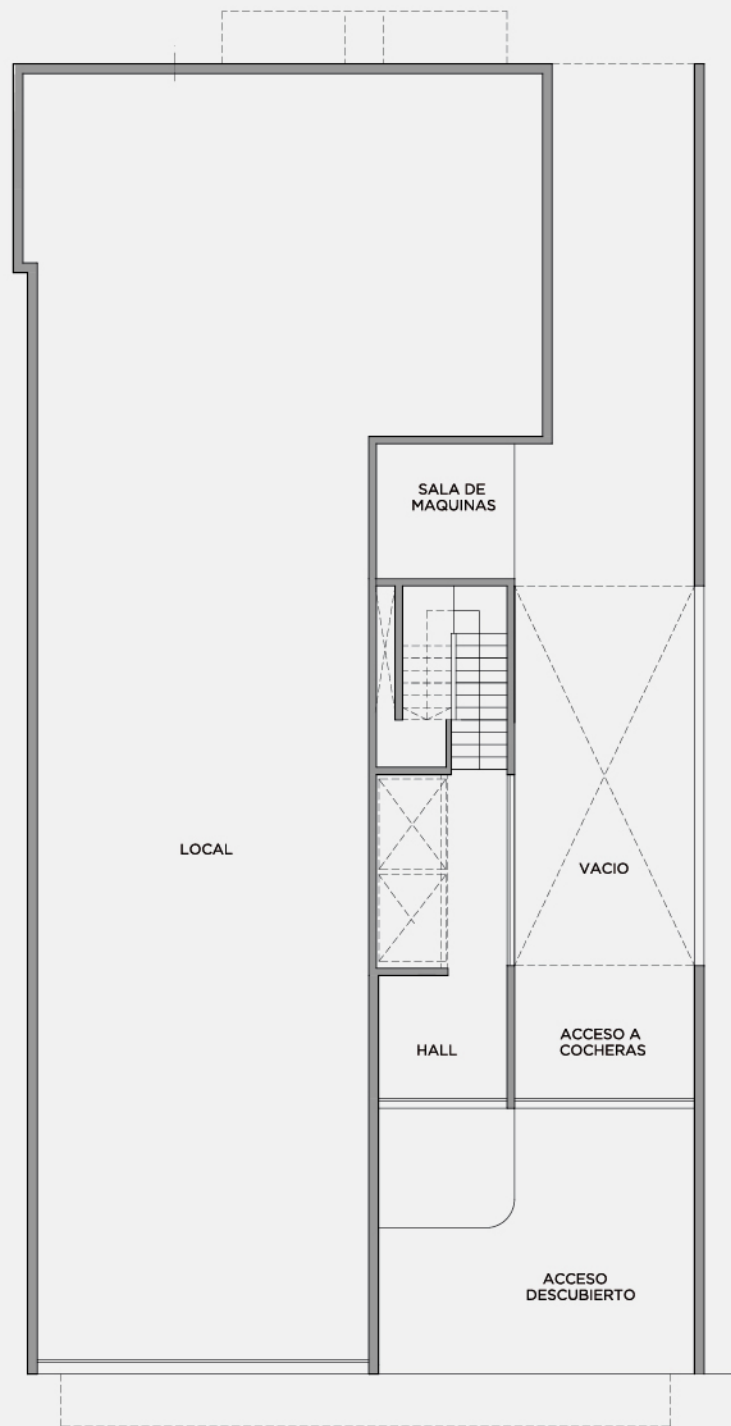 SALA DE
MAQUINAS
LOCAL
VACIO
HALL
ACCESO A
COCHERAS
ACCESO
DESCUBIERTO